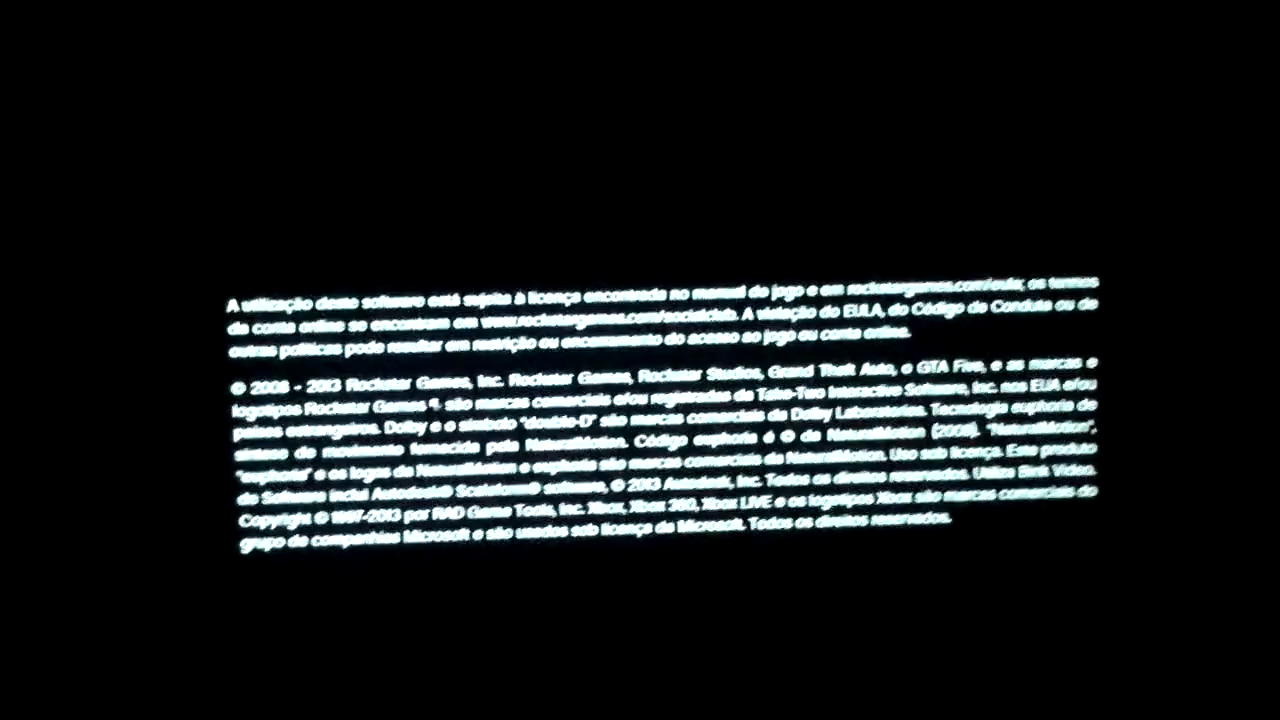 A utilização deste software está sujeita à licença encontrada no manual do jogo e em rockstargames.com/eula; os termos
da conta online se encontram em www.rockstargames.com/socialclub. A violação do EULA, do Código de Conduta ou de
outras políticas pode resultar em restrição ou encerramento do acesso ao jogo ou conta online.
© 2008 - 2013 Rockstar Games, Inc. Rockstar Games, Rockstar Studios, Grand Theft Auto, o GTA Five, e as marcas e
logotipos Rockstar Games são marcas comerciais e/ou registradas da Take-Two Interactive Software, Inc. nos EUA e/ou
países estrangeiros. Dolby e o símbolo "double-D" são marcas comerciais da Dolby Laboratories. Tecnologia euphoria de
síntese de movimento fornecida pela NaturalMotion. Código euphoria é © da NaturalMotion (2008). "NaturalMotion",
"euphoria" e os logos da NaturalMotion e euphoria são marcas comerciais da NaturalMotion. Uso sob licença. Este produto
de Software inclui Autodesk® Scaleform® software, © 2013 Autodesk, Inc. Todos os direitos reservados. Utiliza Bink Video.
Copyright © 1997-2013 por RAD Game Tools, Inc. Xbox, Xbox 360, Xbox LIVE e os logotipos Xbox são marcas comerciais do
grupo de companhias Microsoft e são usados sob licença da Microsoft. Todos os direitos reservados.